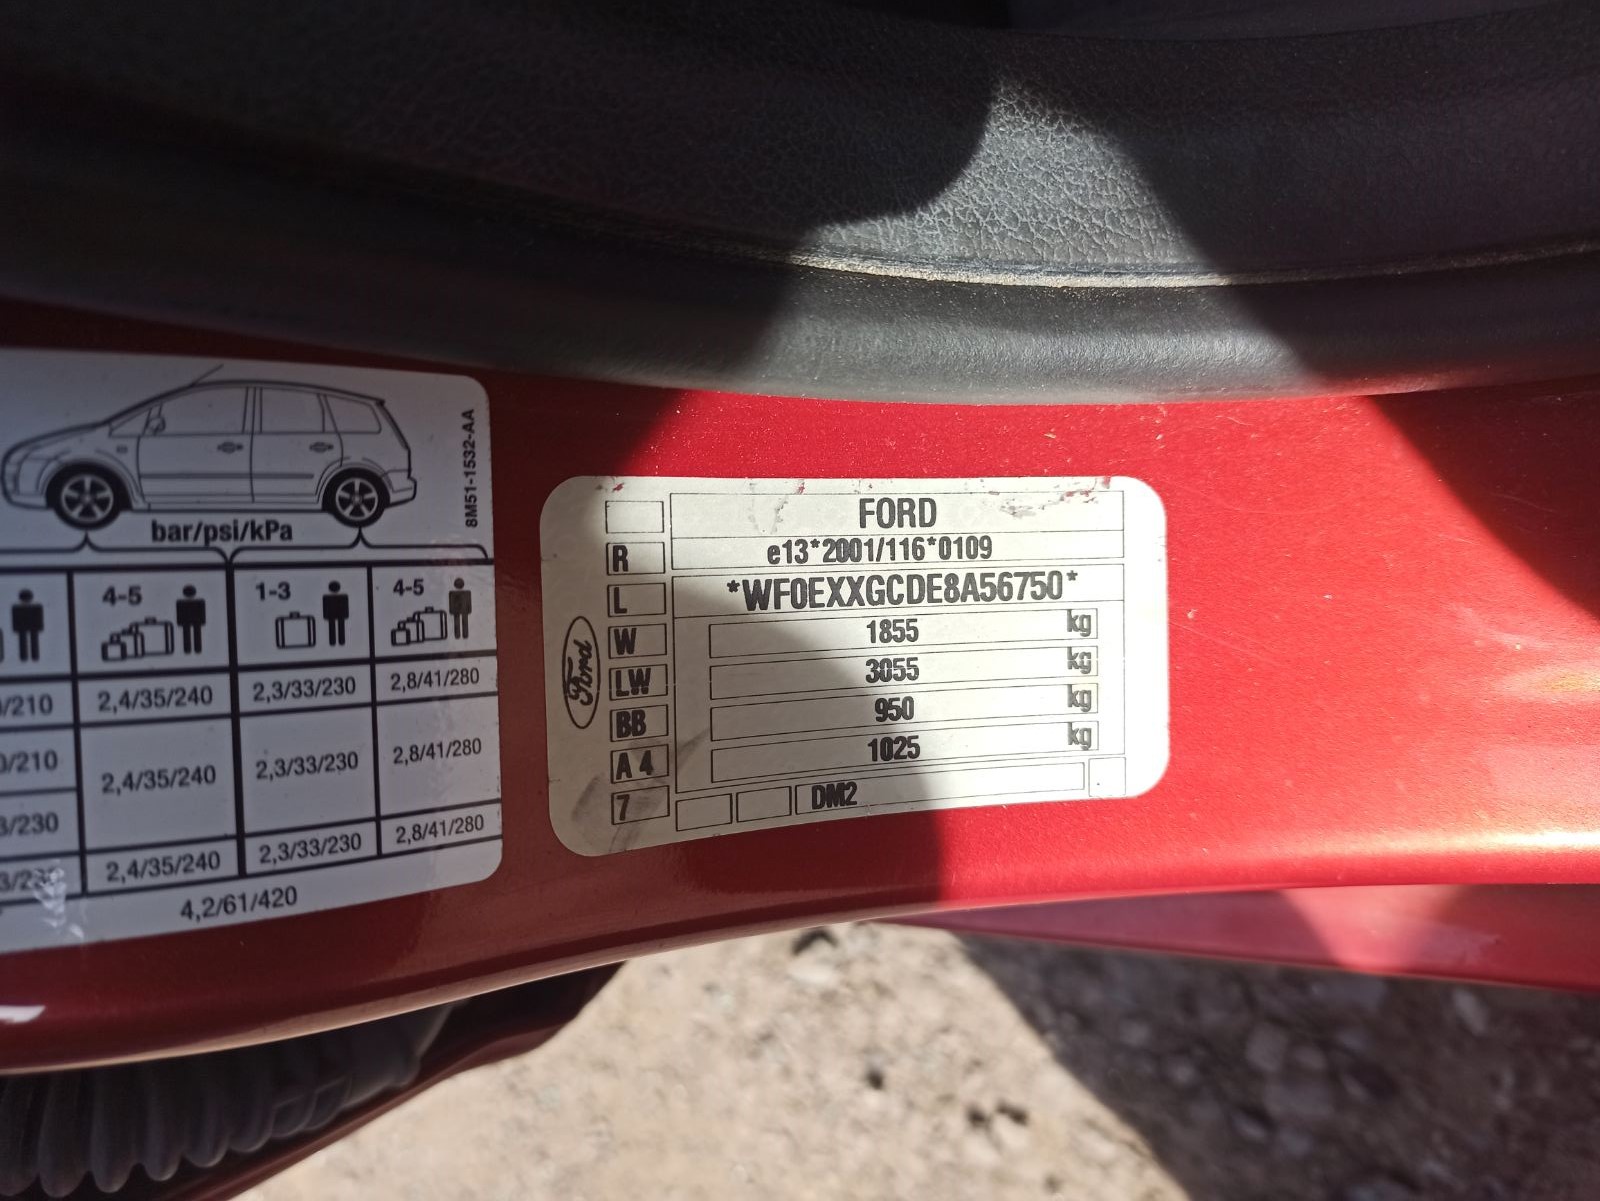 8M51-1532-AA
bar/psi/kPa
4-5 1-3 4-5
/210 2,4/35/240 2,3/33/230 2,8/41/280
/210 2,4/35/240 2,3/33/230 2,8/41/280
3/230
2,4/35/240 2,3/33/230 2,8/41/280
4,2/61/420
FORD
R e13*2001/116*0109
L *WF0EXXGCDE8A56750*
W 1855 kg
LW 3055 kg
BB 950 kg
A 4 1025 kg
7 DM2
Ford